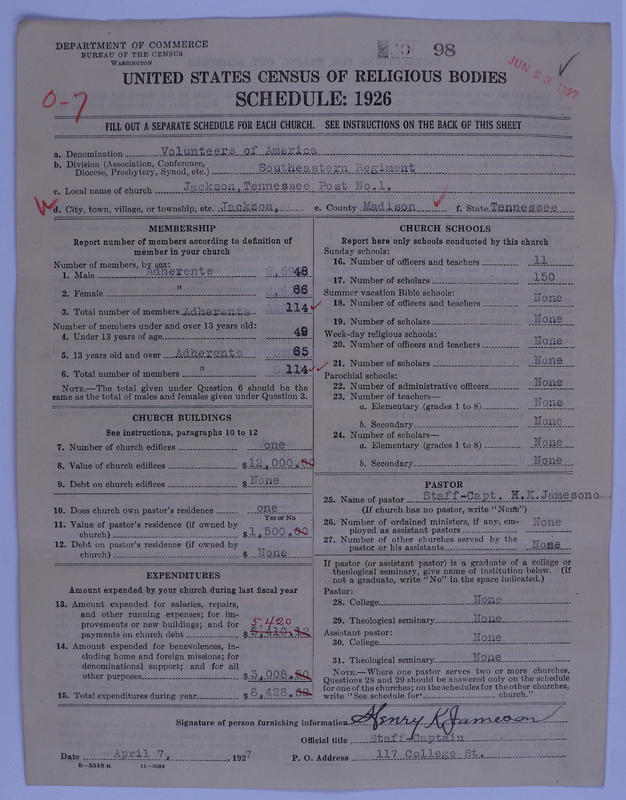 DEPARTMENT OF COMMERCE
BUREAU OF THE CENSUS
WASHINGTON
98
JUN 23 1927
UNITED STATES CENSUS OF RELIGIOUS BODIES
SCHEDULE: 1926
0-7
FILL OUT A SEPARATE SCHEDULE FOR EACH CHURCH. SEE INSTRUCTIONS ON THE BACK OF THIS SHEET
a. Denomination Volunteers of America
b. Division (Association, Conference, Diocese, Presbytery, Synod, etc.) Southeastern Regiment
c. Local name of church Jackson, Tennessee Post No.1.
d. City, town, village, or township, etc. Jackson, e. County Madison f. State Tennessee
MEMBERSHIP
Report number of members according to definition of
member in your church
Number of members, by sex:
1. Male Adherents 48
2. Female " 66
3. Total number of members Adherents 114
Number of members under and over 13 years old:
4. Under 13 years of age 49
5. 13 years old and over Adherents 65
6. Total number of members " 114
NOTE.—The total given under Question 6 should be the
same as the total of males and females given under Question 3.
CHURCH BUILDINGS
See instructions, paragraphs 10 to 12
7. Number of church edifices one
8. Value of church edifices $12,000.00
9. Debt on church edifices $None
10. Does church own pastor's residence one
Yes or No
11. Value of pastor's residence (if owned by
church) $1,500.00
12. Debt on pastor's residence (if owned by
church) $ None
EXPENDITURES
Amount expended by your church during last fiscal year
13. Amount expended for salaries, repairs,
and other running expenses; for im-
provements or new buildings; and for 5,420
payments on church debt $5,419.12
14. Amount expended for benevolences, in-
cluding home and foreign missions; for
denominational support; and for all
other purposes $3,008.50
15. Total expenditures during year $8,428.62
CHURCH SCHOOLS
Report here only schools conducted by this church
Sunday schools:
16. Number of officers and teachers 11
17. Number of scholars 150
Summer vacation Bible schools:
18. Number of officers and teachers None
19. Number of scholars None
Week-day religious schools:
20. Number of officers and teachers None
21. Number of scholars None
Parochial schools:
22. Number of administrative officers None
23. Number of teachers—
a. Elementary (grades 1 to 8) None
b. Secondary None
24. Number of scholars—
a. Elementary (grades 1 to 8) None
b. Secondary None
PASTOR
25. Name of pastor Staff-Capt. H.K.Jamesono
(If church has no pastor, write "None")
26. Number of ordained ministers, if any, em-
ployed as assistant pastors None
27. Number of other churches served by the
pastor or his assistants None
If pastor (or assistant pastor) is a graduate of a college or
theological seminary, give name of institution below. (If
not a graduate, write "No" in the space indicated.)
Pastor:
28. College None
29. Theological seminary None
Assistant pastor:
30. College None
31. Theological seminary None
NOTE.—Where one pastor serves two or more churches,
Questions 28 and 29 should be answered only on the schedule
for one of the churches; on the schedules for the other churches,
write "See schedule for church."
Signature of person furnishing information Henry K Jameson
Official title Staff-Captain
Date April 7, 1927 P. O. Address 117 College St.
8—5518 a 11—9054